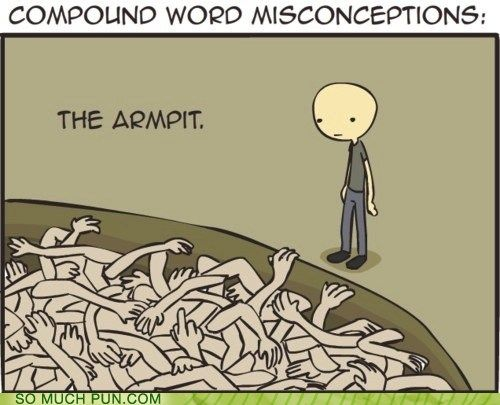 COMPOUND WORD MISCONCEPTIONS:
THE ARMPIT.
SO MUCH PUN.COM